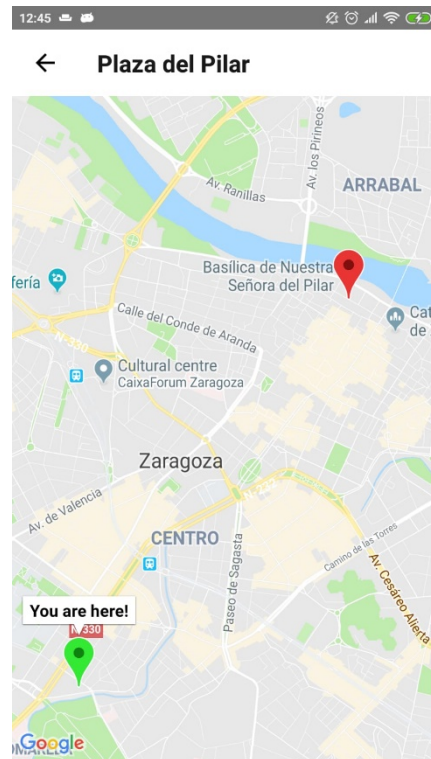 12:45
Plaza del Pilar
Av. Ranillas
Av. los Pirineos
ARRABAL
Basílica de Nuestra
Señora del Pilar
fería
Cat
de
N-330
Calle del Conde de Aranda
Cultural centre
CaixaForum Zaragoza
Zaragoza
N-232
Av. de Valencia
CENTRO
Paseo de Sagasta
Camino de las Torres
Av. Cesáreo Alierta
You are here!
N-330
Google